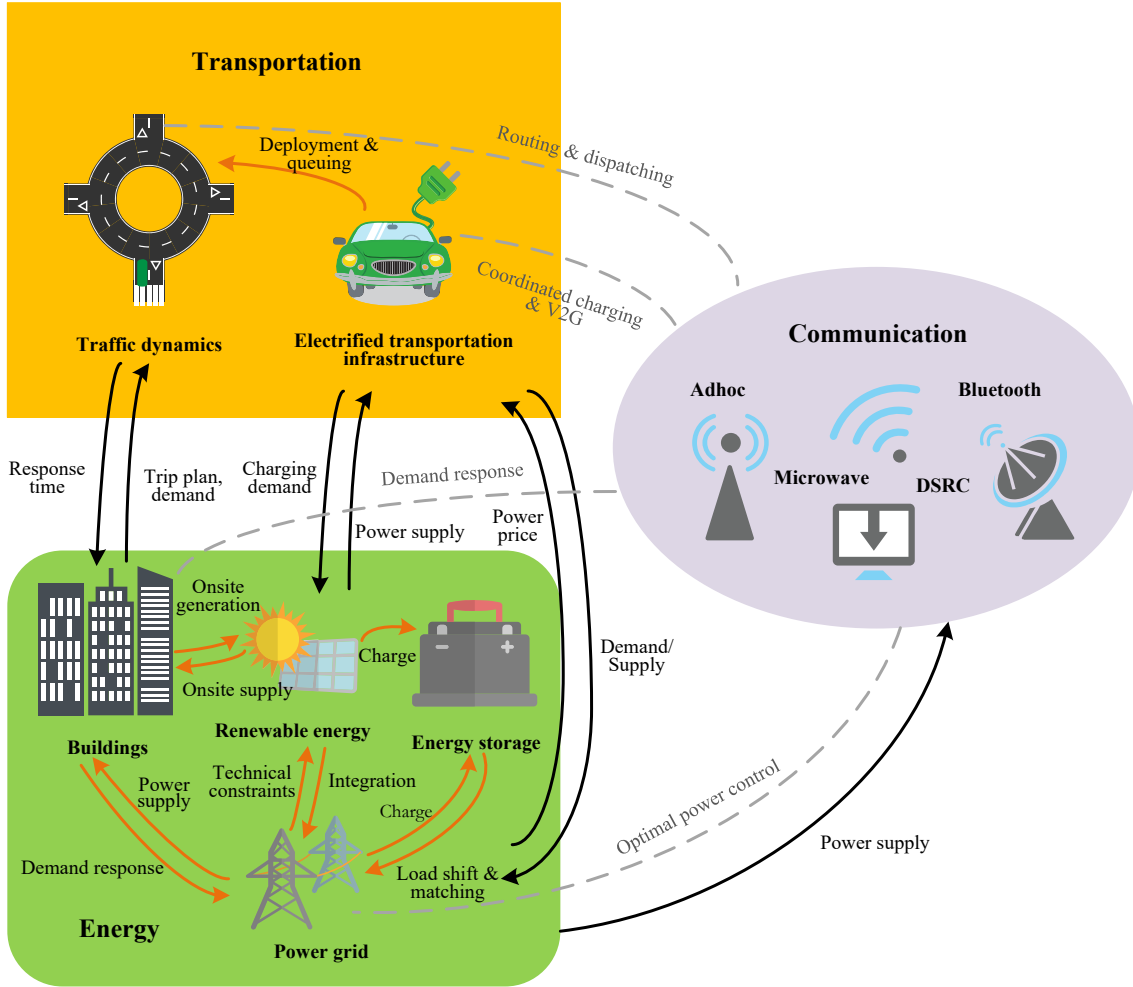 Transportation
Deployment &
queuing
Routing & dispatching
Coordinated charging
& V2G
Traffic dynamics
Electrified transportation
infrastructure
Communication
Adhoc
Bluetooth
Microwave
DSRC
Response
time
Trip plan,
demand
Charging
demand
Power supply
Demand response
Power
price
Demand/
Supply
Onsite
generation
Onsite supply
Charge
Buildings
Renewable energy
Energy storage
Power
supply
Technical
constraints
Integration
Charge
Demand response
Load shift &
matching
Energy
Power grid
Optimal power control
Power supply